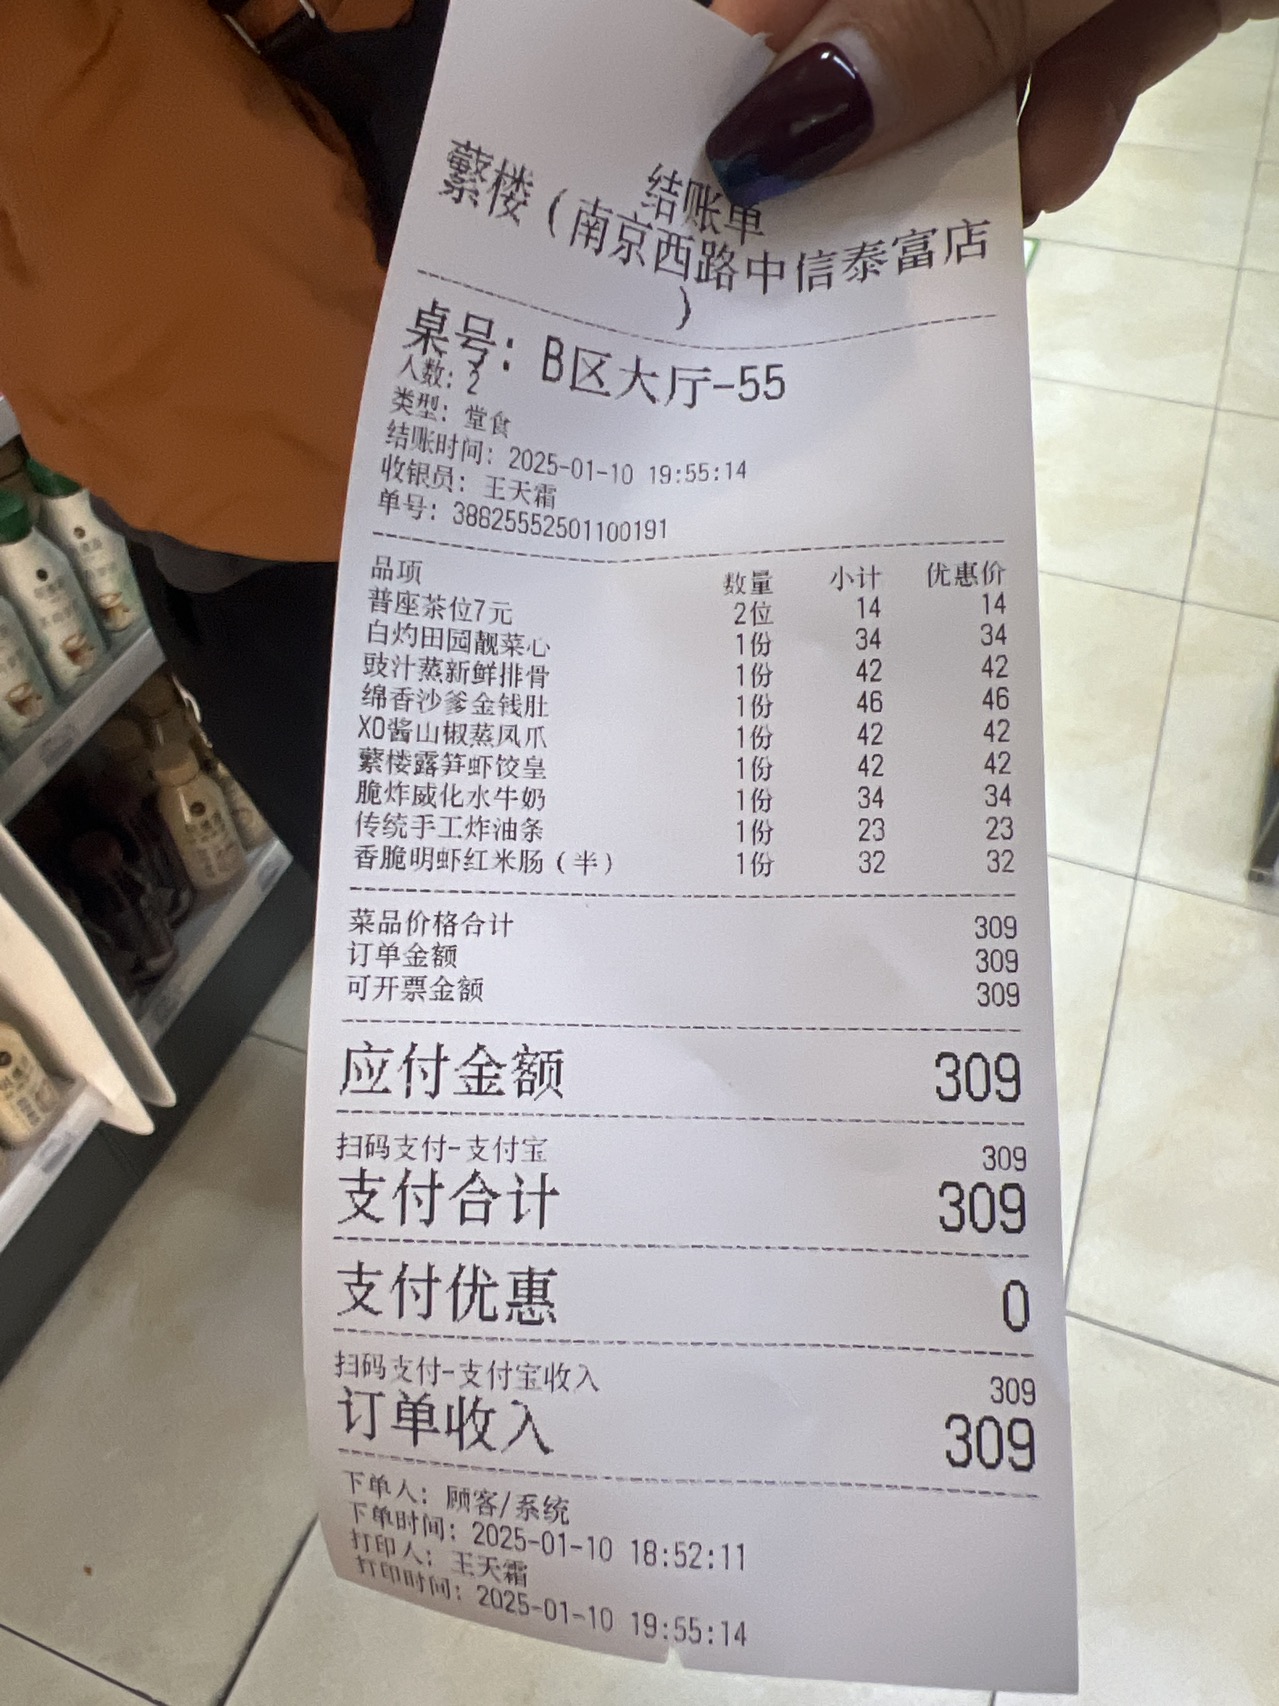 结账单
蘩楼（南京西路中信泰富店
）
桌号：B区大厅-55
人数：2
类型：堂食
结账时间：2025-01-10 19:55:14
收银员：王天霜
单号：38625552501100191
品项 数量 小计 优惠价
普座茶位7元 2位 14 14
白灼田园靓菜心 1份 34 34
豉汁蒸新鲜排骨 1份 42 42
绵香沙爹金钱肚 1份 46 46
XO酱山椒蒸凤爪 1份 42 42
蘩楼露笋虾饺皇 1份 42 42
脆炸威化水牛奶 1份 34 34
传统手工炸油条 1份 23 23
香脆明虾红米肠（半） 1份 32 32
菜品价格合计 309
订单金额 309
可开票金额 309
应付金额 309
扫码支付-支付宝 309
支付合计 309
支付优惠 0
扫码支付-支付宝收入 309
订单收入 309
下单人：顾客/系统
下单时间：2025-01-10 18:52:11
打印人：王天霜
打印时间：2025-01-10 19:55:14